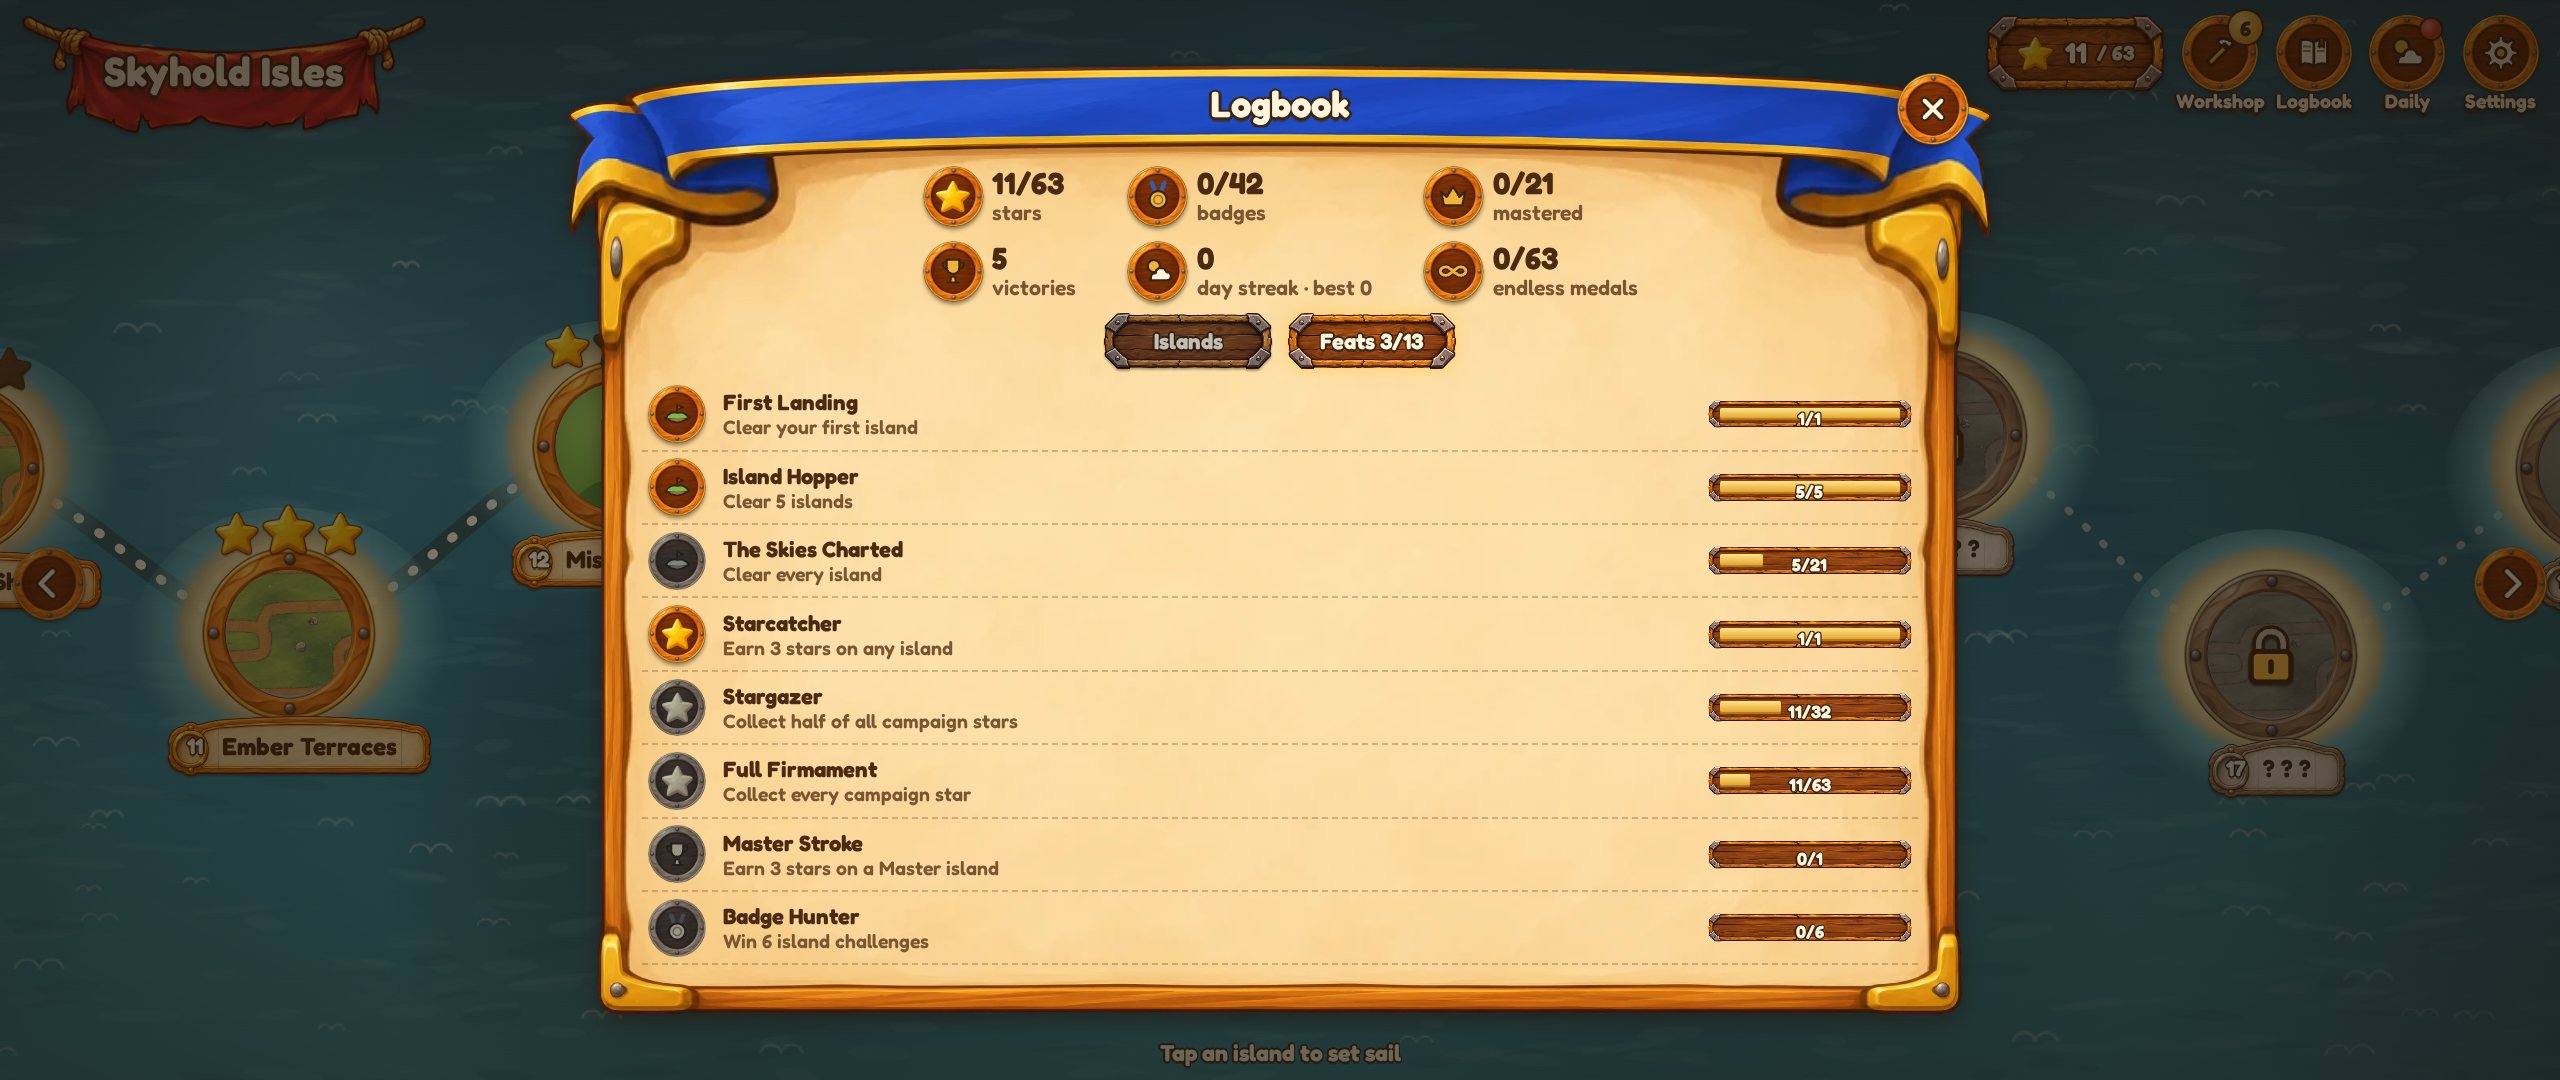 Skyhold Isles
11 / 63
6
Workshop
Logbook
Daily
Settings
Logbook
11/63
stars
0/42
badges
0/21
mastered
5
victories
0
day streak · best 0
0/63
endless medals
Islands
Feats 3/13
First Landing
Clear your first island
1/1
Island Hopper
Clear 5 islands
5/5
The Skies Charted
Clear every island
5/21
Starcatcher
Earn 3 stars on any island
1/1
Stargazer
Collect half of all campaign stars
11/32
Full Firmament
Collect every campaign star
11/63
Master Stroke
Earn 3 stars on a Master island
0/1
Badge Hunter
Win 6 island challenges
0/6
11 Ember Terraces
12 Mis
?
17 ? ? ?
Tap an island to set sail